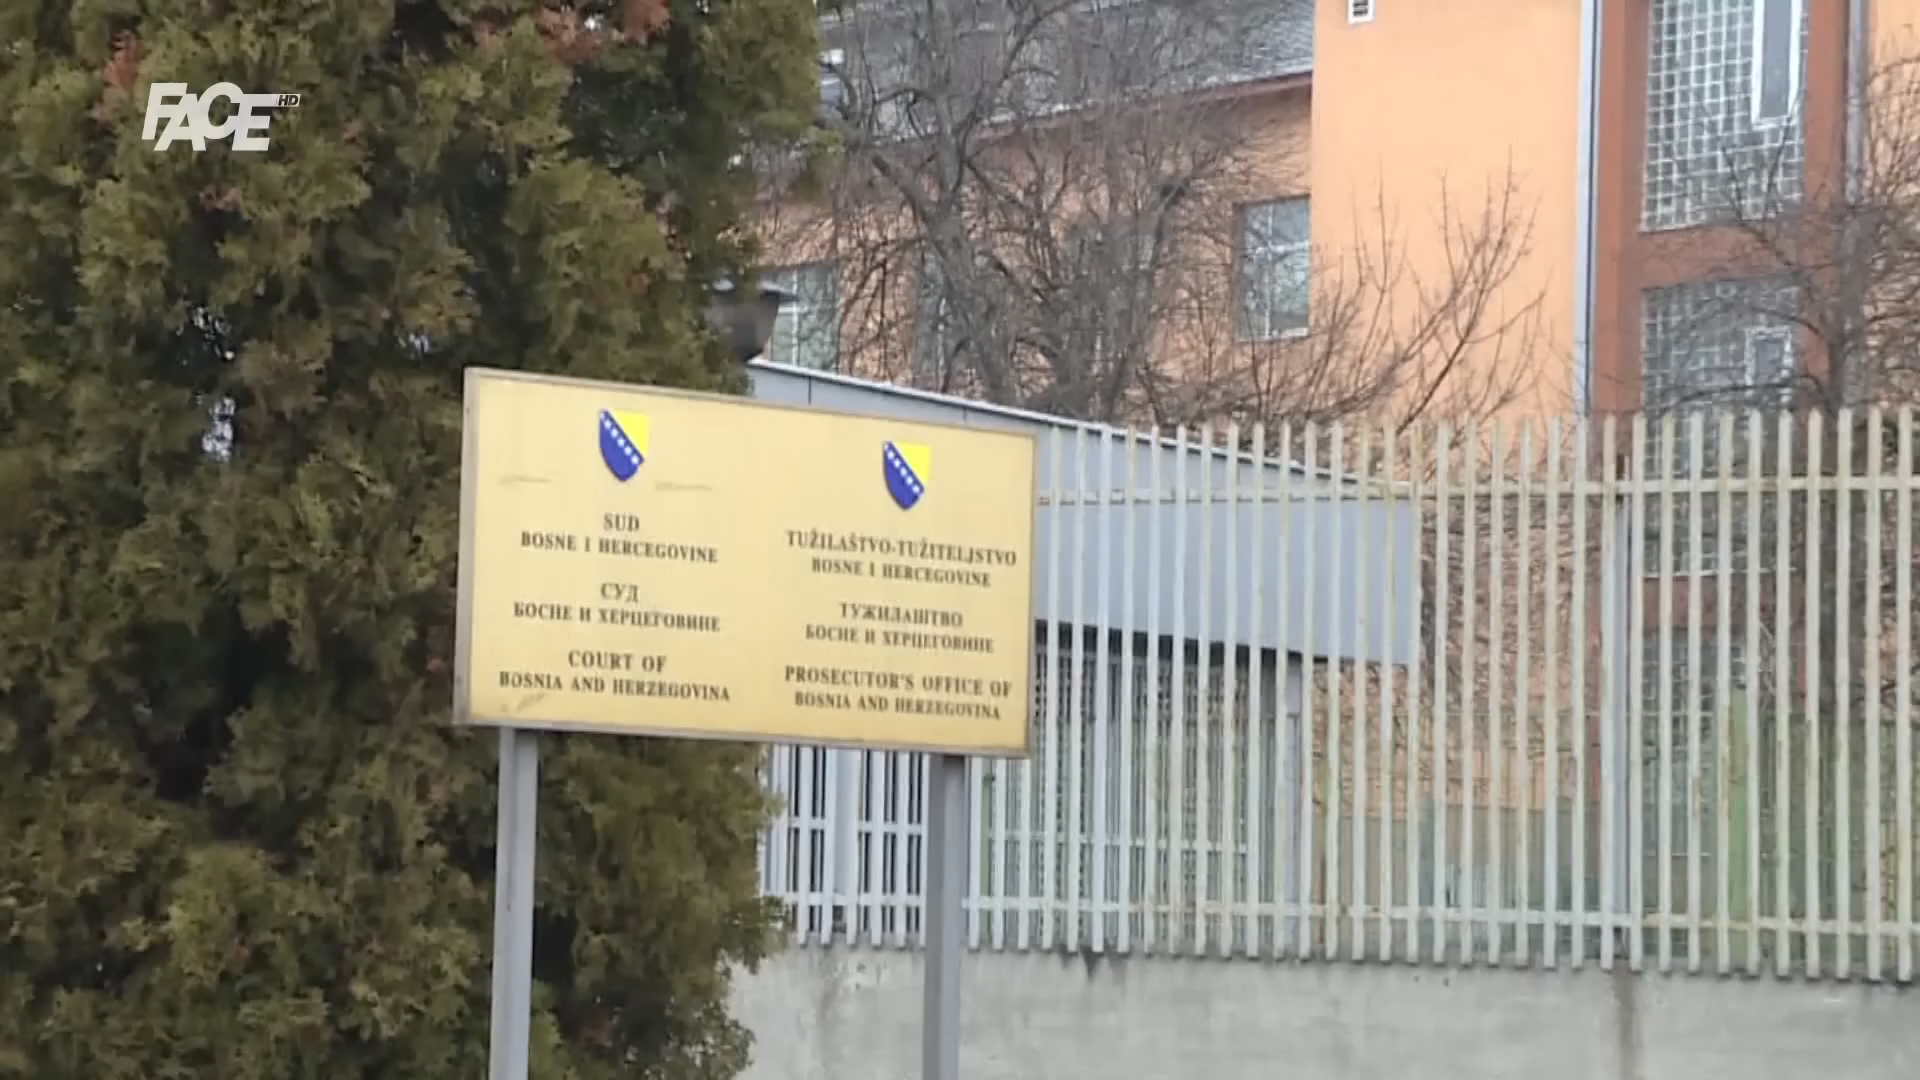 FACE HD
SUD
BOSNE I HERCEGOVINE
СУД
БОСНЕ И ХЕРЦЕГОВИНЕ
COURT OF
BOSNIA AND HERZEGOVINA
TUŽILAŠTVO-TUŽITELJSTVO
BOSNE I HERCEGOVINE
ТУЖИЛАШТВО
БОСНЕ И ХЕРЦЕГОВИНЕ
PROSECUTOR'S OFFICE OF
BOSNIA AND HERZEGOVINA